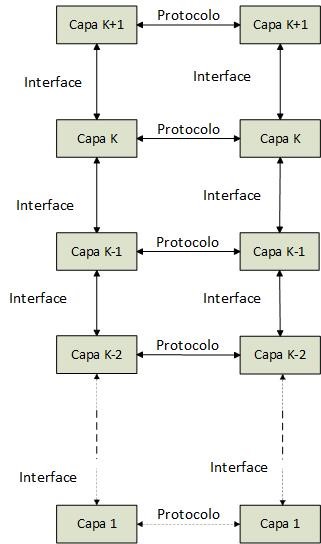 Protocolo
Capa K+1
Capa K+1
Interface
Interface
Protocolo
Capa K
Capa K
Interface
Interface
Protocolo
Capa K-1
Capa K-1
Interface
Interface
Protocolo
Capa K-2
Capa K-2
Interface
Interface
Protocolo
Capa 1
Capa 1